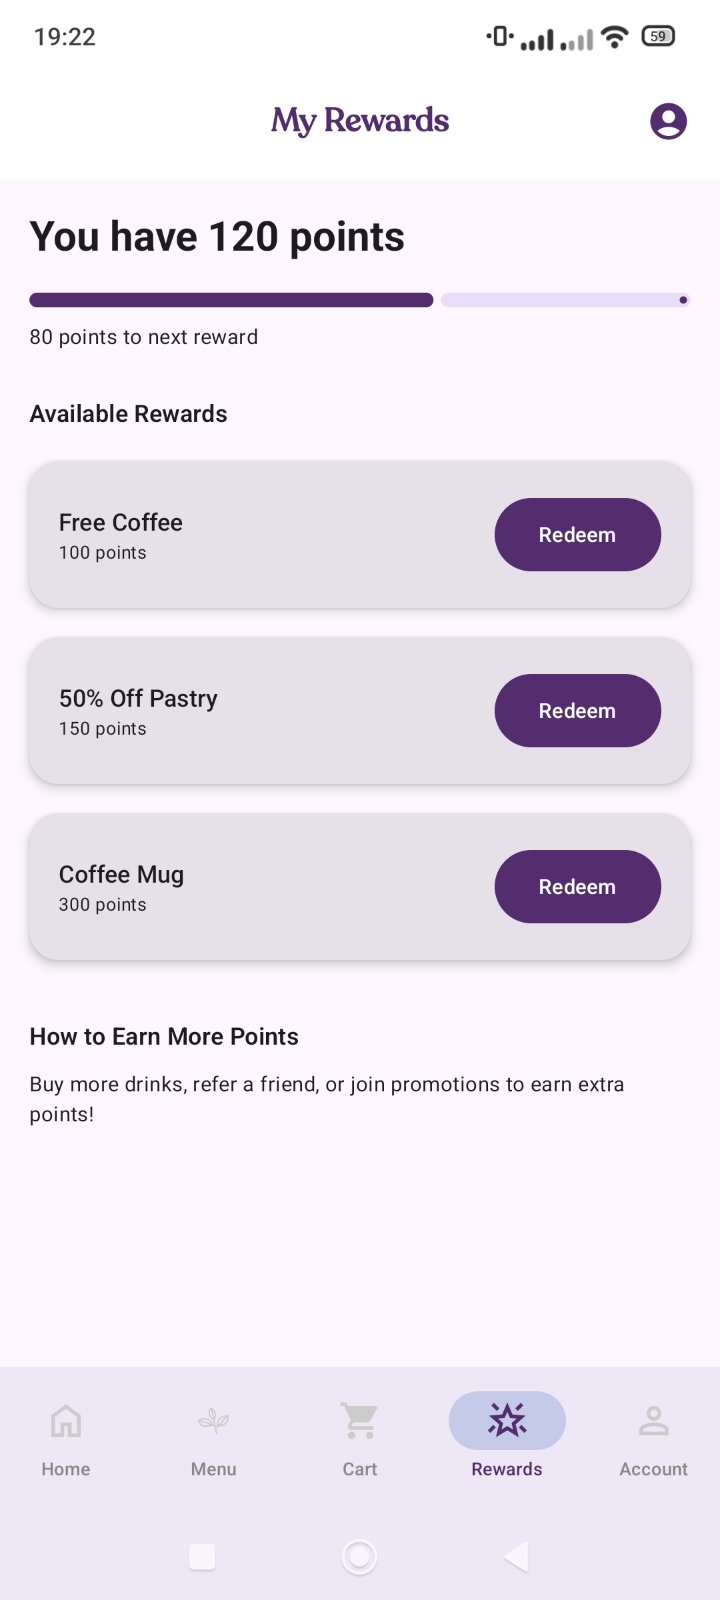 19:22
59
My Rewards
You have 120 points
80 points to next reward
Available Rewards
Free Coffee
100 points
Redeem
50% Off Pastry
150 points
Redeem
Coffee Mug
300 points
Redeem
How to Earn More Points
Buy more drinks, refer a friend, or join promotions to earn extra
points!
Home
Menu
Cart
Rewards
Account